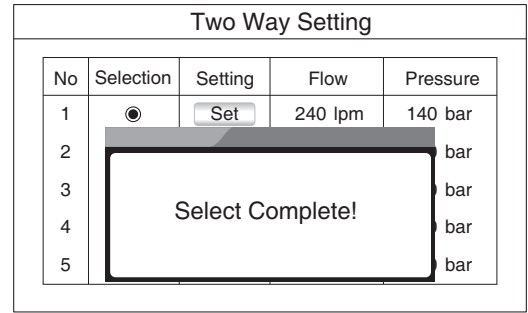 Two Way Setting
No Selection Setting Flow Pressure
1 Set 240 lpm 140 bar
2 bar
3 bar
Select Complete!
4 bar
5 bar